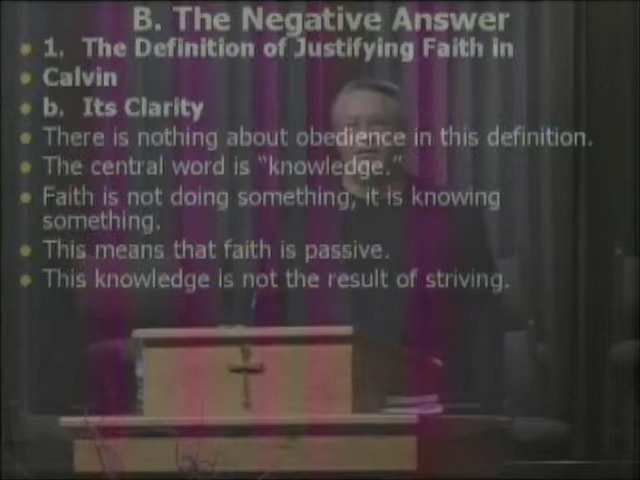 B. The Negative Answer
1. The Definition of Justifying Faith in
Calvin
b. Its Clarity
There is nothing about obedience in this definition.
The central word is “knowledge.”
Faith is not doing something, it is knowing
something.
This means that faith is passive.
This knowledge is not the result of striving.